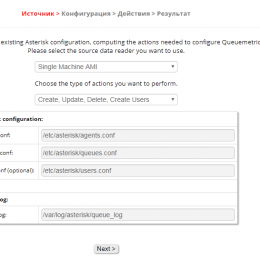 Источник > Конфигурация > Действия > Результат
existing Asterisk configuration, computing the actions needed to configure Queuemetric
Please select the source data reader you want to use.
Single Machine AMI
Choose the type of actions you want to perform.
Create, Update, Delete, Create Users
configuration:
onf: /etc/asterisk/agents.conf
conf: /etc/asterisk/queues.conf
nf (optional): /etc/asterisk/users.conf
og:
og: /var/log/asterisk/queue_log
Next >